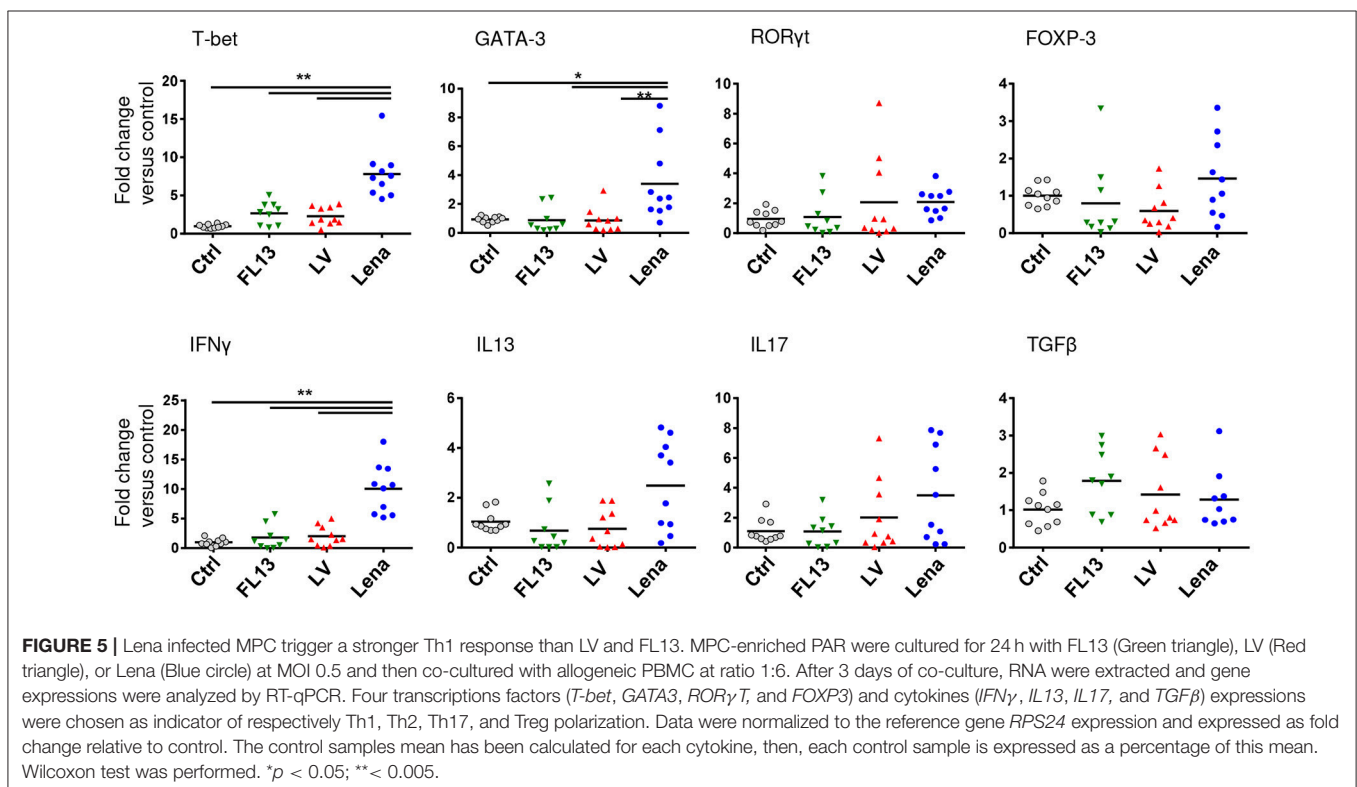 T-bet
GATA-3
RORγt
FOXP-3
Fold change
versus control
20
15
10
5
0
**
Ctrl
FL13
LV
Lena
10
8
6
4
2
0
*
**
Ctrl
FL13
LV
Lena
10
8
6
4
2
0
Ctrl
FL13
LV
Lena
4
3
2
1
0
Ctrl
FL13
LV
Lena
IFNγ
IL13
IL17
TGFβ
Fold change
versus control
25
20
15
10
5
0
**
Ctrl
FL13
LV
Lena
6
4
2
0
Ctrl
FL13
LV
Lena
10
8
6
4
2
0
Ctrl
FL13
LV
Lena
4
3
2
1
0
Ctrl
FL13
LV
Lena
FIGURE 5 | Lena infected MPC trigger a stronger Th1 response than LV and FL13. MPC-enriched PAR were cultured for 24 h with FL13 (Green triangle), LV (Red
triangle), or Lena (Blue circle) at MOI 0.5 and then co-cultured with allogeneic PBMC at ratio 1:6. After 3 days of co-culture, RNA were extracted and gene
expressions were analyzed by RT-qPCR. Four transcriptions factors (T-bet, GATA3, RORγT, and FOXP3) and cytokines (IFNγ, IL13, IL17, and TGFβ) expressions
were chosen as indicator of respectively Th1, Th2, Th17, and Treg polarization. Data were normalized to the reference gene RPS24 expression and expressed as fold
change relative to control. The control samples mean has been calculated for each cytokine, then, each control sample is expressed as a percentage of this mean.
Wilcoxon test was performed. *p < 0.05; **< 0.005.